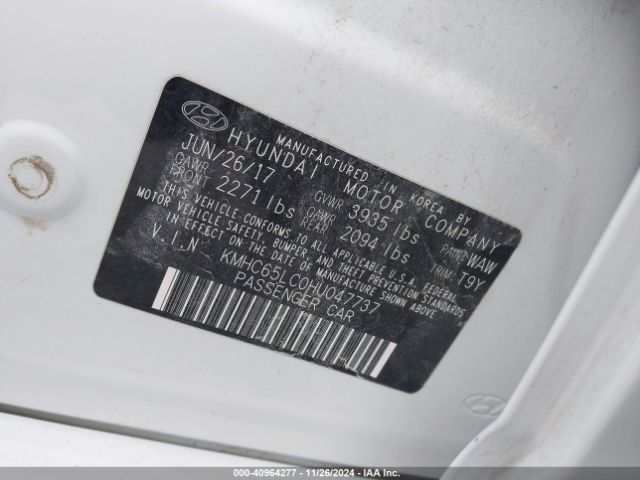 MANUFACTURED IN KOREA BY
HYUNDAI MOTOR COMPANY
JUN/26/17 GVWR 3935 lbs PAINT WAW
GAWR FRONT 2271 lbs GAWR REAR 2094 lbs TRIM T9Y
THIS VEHICLE CONFORMS TO ALL APPLICABLE U.S.A. FEDERAL
MOTOR VEHICLE SAFETY, BUMPER, AND THEFT PREVENTION STANDARDS
IN EFFECT ON THE DATE OF MANUFACTURE SHOWN ABOVE.
V.I.N KMHC65LC0HU047737
PASSENGER CAR
000-40964277 - 11/26/2024 - IAA Inc.